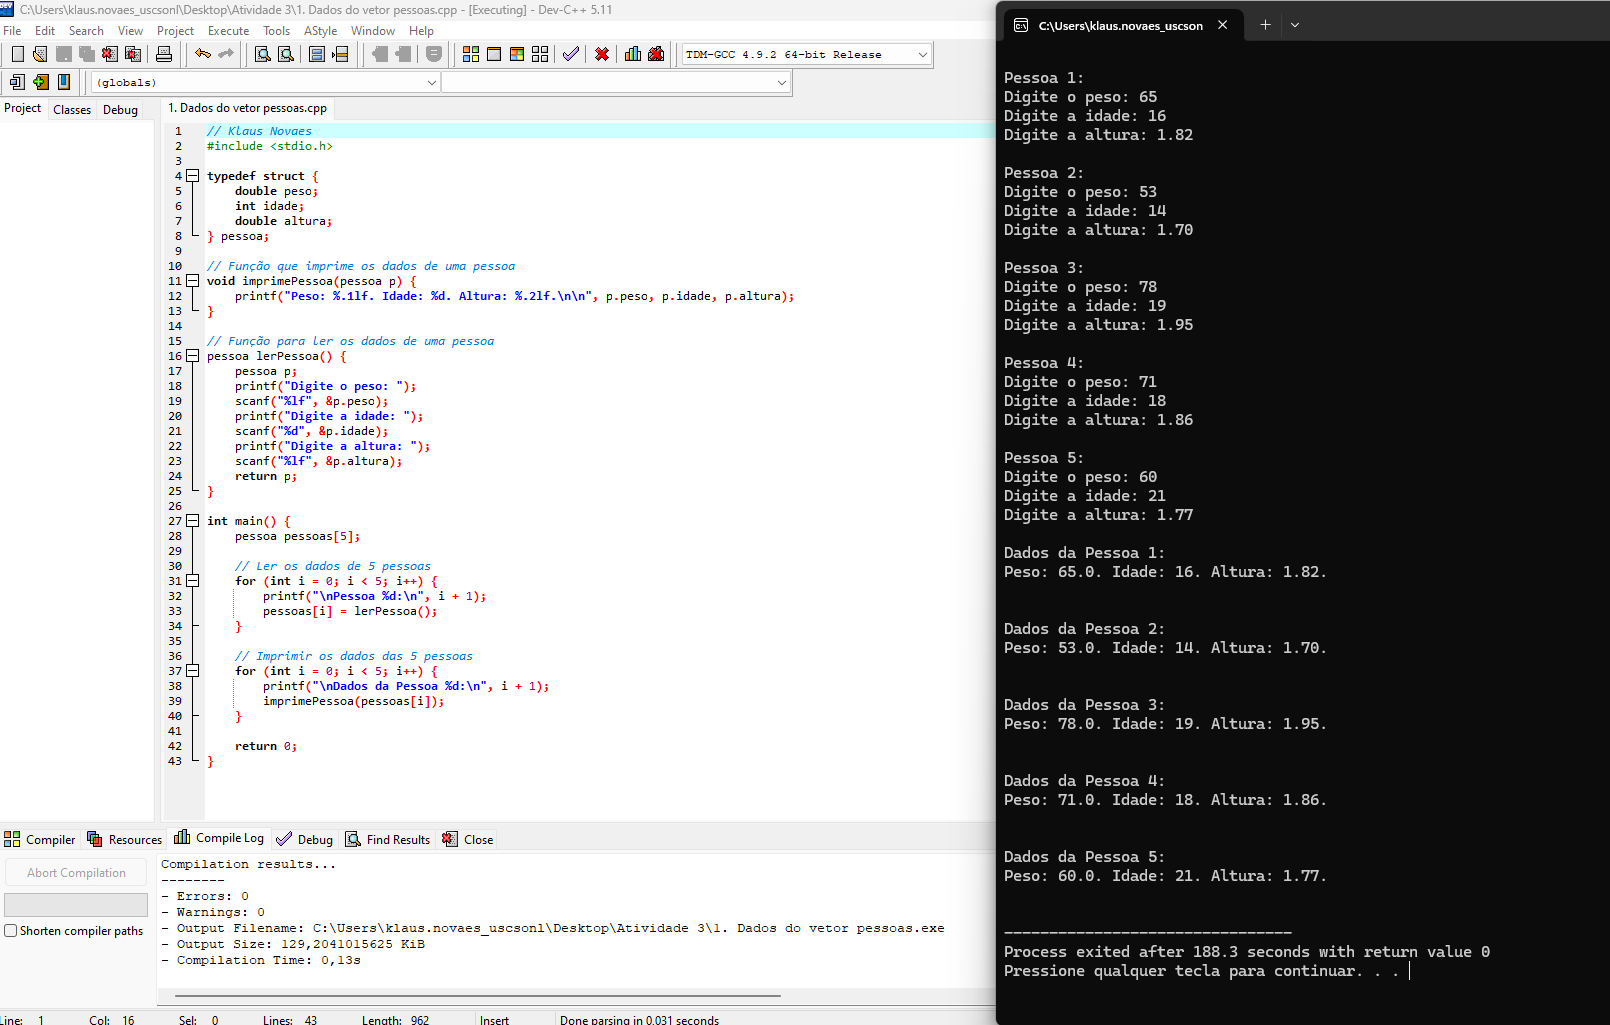 C:\Users\klaus.novaes_uscsonl\Desktop\Atividade 3\1. Dados do vetor pessoas.cpp - [Executing] - Dev-C++ 5.11
File Edit Search View Project Execute Tools AStyle Window Help
TDM-GCC 4.9.2 64-bit Release
(globals)
Project Classes Debug
1. Dados do vetor pessoas.cpp
1 // Klaus Novaes
2 #include <stdio.h>
3
4 typedef struct {
5 double peso;
6 int idade;
7 double altura;
8 } pessoa;
9
10 // Função que imprime os dados de uma pessoa
11 void imprimePessoa(pessoa p) {
12 printf("Peso: %.1lf. Idade: %d. Altura: %.2lf.\n\n", p.peso, p.idade, p.altura);
13 }
14
15 // Função para ler os dados de uma pessoa
16 pessoa lerPessoa() {
17 pessoa p;
18 printf("Digite o peso: ");
19 scanf("%lf", &p.peso);
20 printf("Digite a idade: ");
21 scanf("%d", &p.idade);
22 printf("Digite a altura: ");
23 scanf("%lf", &p.altura);
24 return p;
25 }
26
27 int main() {
28 pessoa pessoas[5];
29
30 // Ler os dados de 5 pessoas
31 for (int i = 0; i < 5; i++) {
32 printf("\nPessoa %d:\n", i + 1);
33 pessoas[i] = lerPessoa();
34 }
35
36 // Imprimir os dados das 5 pessoas
37 for (int i = 0; i < 5; i++) {
38 printf("\nDados da Pessoa %d:\n", i + 1);
39 imprimePessoa(pessoas[i]);
40 }
41
42 return 0;
43 }
Compiler Resources Compile Log Debug Find Results Close
Abort Compilation
Shorten compiler paths
Compilation results...
--------
- Errors: 0
- Warnings: 0
- Output Filename: C:\Users\klaus.novaes_uscsonl\Desktop\Atividade 3\1. Dados do vetor pessoas.exe
- Output Size: 129,2041015625 KiB
- Compilation Time: 0,13s
Line: 1 Col: 16 Sel: 0 Lines: 43 Length: 962 Insert Done parsing in 0.031 seconds
C:\Users\klaus.novaes_uscson
Pessoa 1:
Digite o peso: 65
Digite a idade: 16
Digite a altura: 1.82
Pessoa 2:
Digite o peso: 53
Digite a idade: 14
Digite a altura: 1.70
Pessoa 3:
Digite o peso: 78
Digite a idade: 19
Digite a altura: 1.95
Pessoa 4:
Digite o peso: 71
Digite a idade: 18
Digite a altura: 1.86
Pessoa 5:
Digite o peso: 60
Digite a idade: 21
Digite a altura: 1.77
Dados da Pessoa 1:
Peso: 65.0. Idade: 16. Altura: 1.82.
Dados da Pessoa 2:
Peso: 53.0. Idade: 14. Altura: 1.70.
Dados da Pessoa 3:
Peso: 78.0. Idade: 19. Altura: 1.95.
Dados da Pessoa 4:
Peso: 71.0. Idade: 18. Altura: 1.86.
Dados da Pessoa 5:
Peso: 60.0. Idade: 21. Altura: 1.77.
--------------------------------
Process exited after 188.3 seconds with return value 0
Pressione qualquer tecla para continuar. . .